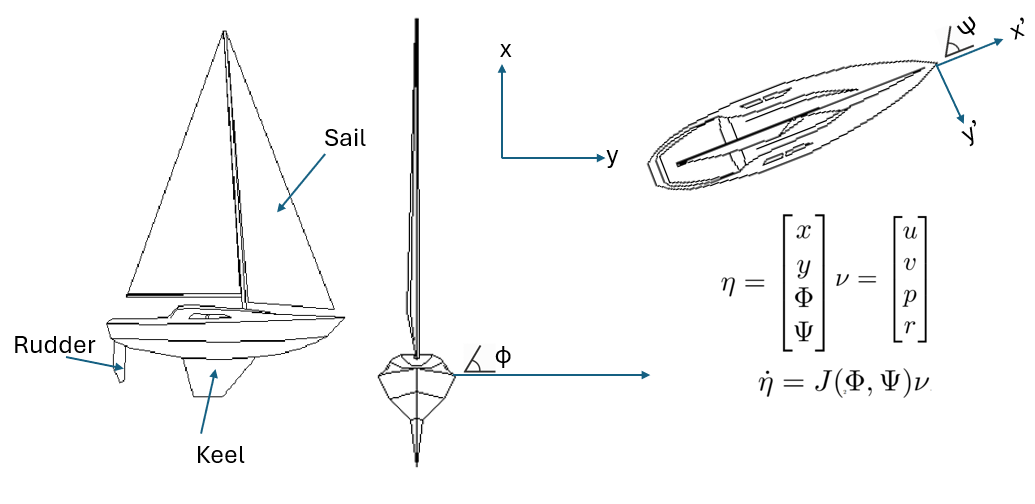 Sail
Rudder
Keel
ϕ
x
y
Ψ
x'
y'
η = [x y Φ Ψ] ν = [u v p r]
η̇ = J(Φ, Ψ)ν